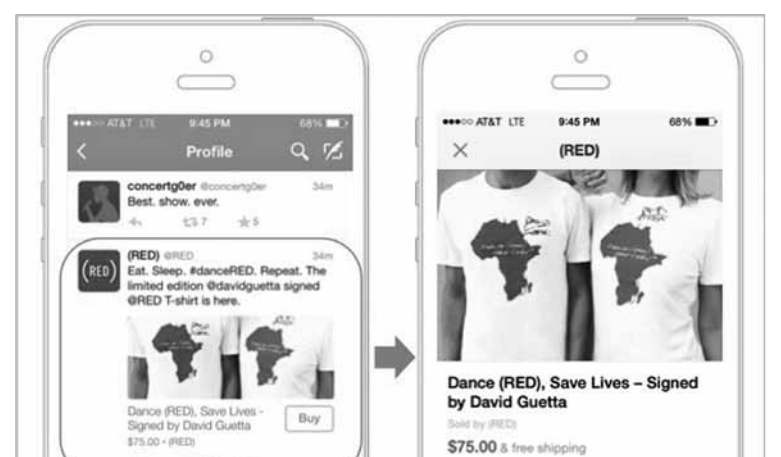 AT&T LTE 9:45 PM 68%
Profile
concertg0er @concertg0er 34m
Best. show. ever.
7 5
(RED) @RED 34m
(RED)
Eat. Sleep. #danceRED. Repeat. The
limited edition @davidguetta signed
@RED T-shirt is here.
Dance (RED), Save Lives -
Signed by David Guetta
$75.00 • (RED)
Buy
AT&T LTE 9:45 PM 68%
(RED)
Dance (RED), Save Lives – Signed
by David Guetta
Sold by (RED)
$75.00 & free shipping